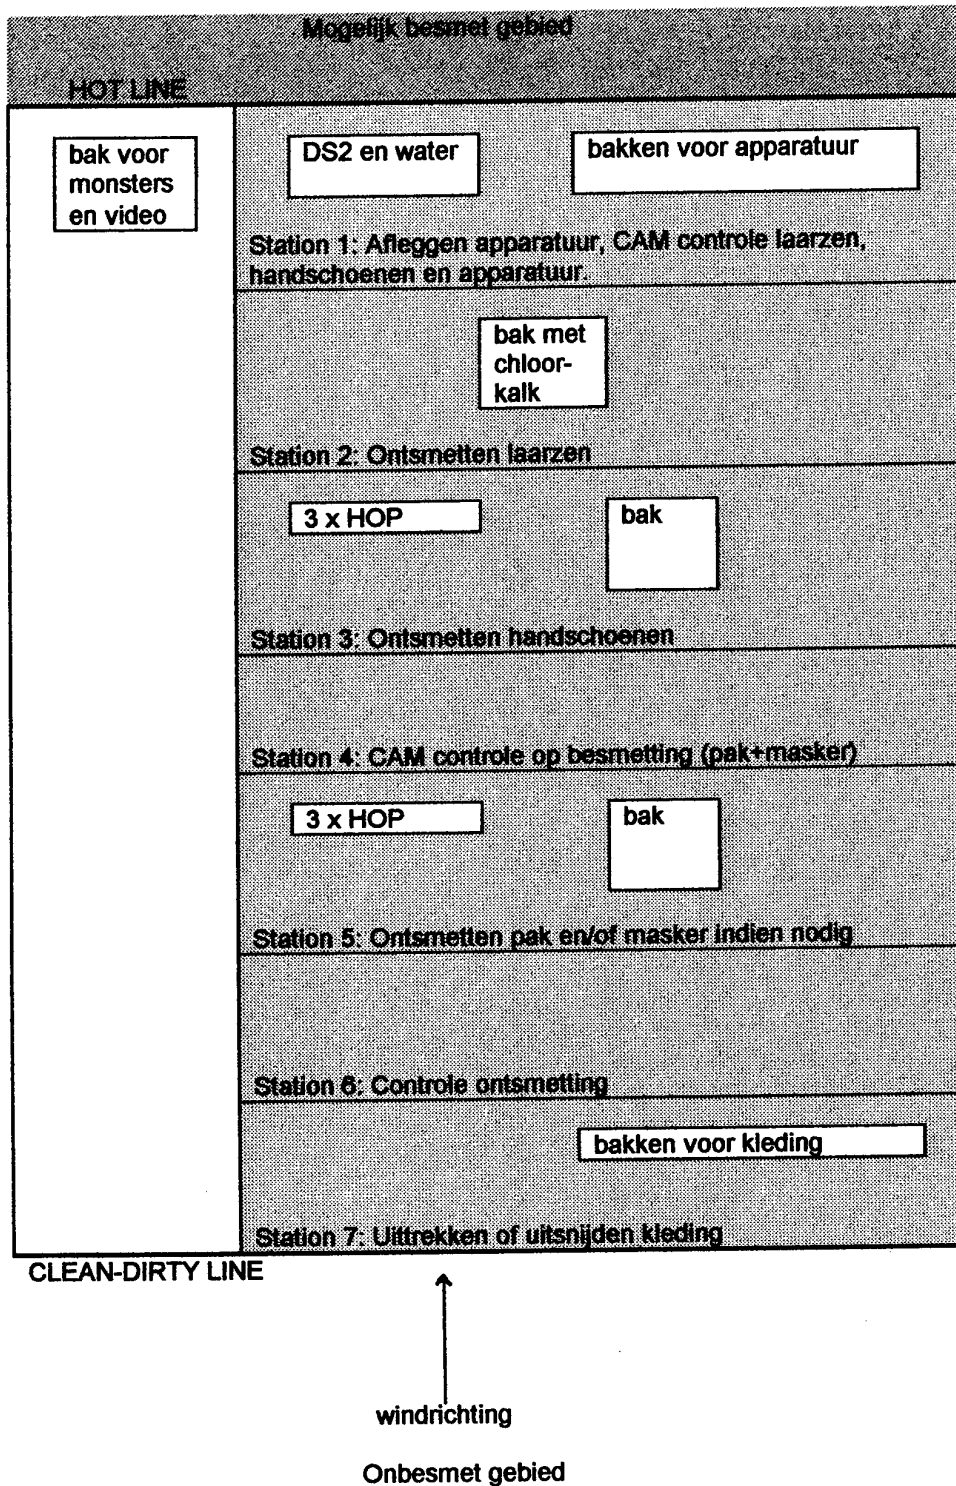 Mogelijk besmet gebied
HOT LINE
bak voor
monsters
en video
DS2 en water
bakken voor apparatuur
Station 1: Afleggen apparatuur, CAM controle laarzen,
handschoenen en apparatuur.
bak met
chloor-
kalk
Station 2: Ontsmetten laarzen
3 x HOP
bak
Station 3: Ontsmetten handschoenen
Station 4: CAM controle op besmetting (pak+masker)
3 x HOP
bak
Station 5: Ontsmetten pak en/of masker indien nodig
Station 6: Controle ontsmetting
bakken voor kleding
Station 7: Uittrekken of uitsnijden kleding
CLEAN-DIRTY LINE
windrichting
Onbesmet gebied